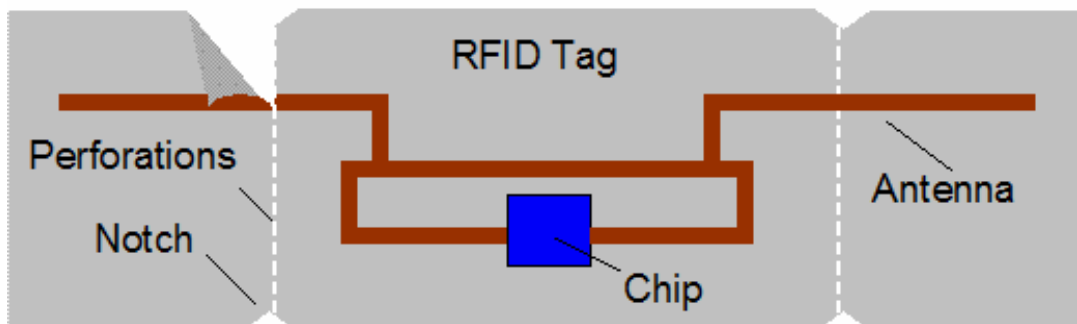 RFID Tag
Perforations
Antenna
Notch
Chip